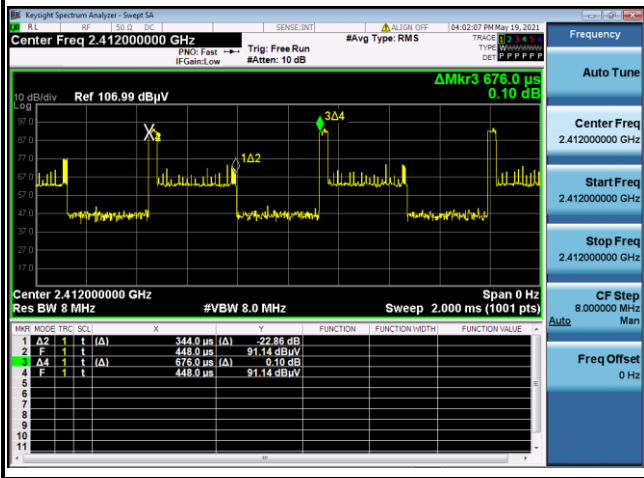 Keysight Spectrum Analyzer - Swept SA
RL RF 50 Ω DC SENSE:INT ALIGN OFF 04:02:07 PM May 19, 2021
Center Freq 2.412000000 GHz
PNO: Fast
IFGain:Low
Trig: Free Run
#Atten: 10 dB
#Avg Type: RMS
TRACE 1 2 3 4 5 6
TYPE W
DET P P P P P P
ΔMkr3 676.0 µs
0.10 dB
10 dB/div
Log
Ref 106.99 dBµV
97.0
87.0
77.0
67.0
57.0
47.0
37.0
27.0
17.0
3Δ4
1Δ2
Center 2.412000000 GHz Span 0 Hz
Res BW 8 MHz #VBW 8.0 MHz Sweep 2.000 ms (1001 pts)
MKR MODE TRC SCL X Y FUNCTION FUNCTION WIDTH FUNCTION VALUE
1 Δ2 1 t (Δ) 344.0 µs (Δ) -22.86 dB
2 F 1 t 448.0 µs 91.14 dBµV
3 Δ4 1 t (Δ) 676.0 µs (Δ) 0.10 dB
4 F 1 t 448.0 µs 91.14 dBµV
5
6
7
8
9
10
11
Frequency
Auto Tune
Center Freq
2.412000000 GHz
Start Freq
2.412000000 GHz
Stop Freq
2.412000000 GHz
CF Step
8.000000 MHz
Auto Man
Freq Offset
0 Hz